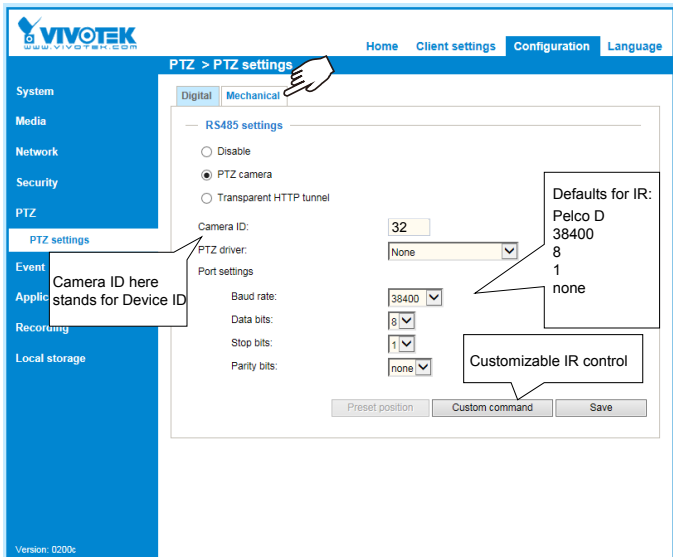 VIVOTEK
WWW.VIVOTEK.COM
Home Client settings Configuration Language
PTZ > PTZ settings
System
Media
Network
Security
PTZ
PTZ settings
Event
Applic
Recording
Local storage
Version: 0200c
Digital Mechanical
RS485 settings
Disable
PTZ camera
Transparent HTTP tunnel
Camera ID: 32
PTZ driver: None
Port settings
Baud rate: 38400
Data bits: 8
Stop bits: 1
Parity bits: none
Preset position Custom command Save
Camera ID here
stands for Device ID
Defaults for IR:
Pelco D
38400
8
1
none
Customizable IR control